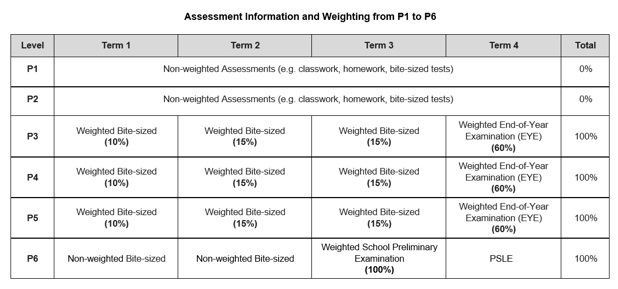 Assessment Information and Weighting from P1 to P6
Level Term 1 Term 2 Term 3 Term 4 Total
P1 Non-weighted Assessments (e.g. classwork, homework, bite-sized tests) 0%
P2 Non-weighted Assessments (e.g. classwork, homework, bite-sized tests) 0%
P3 Weighted Bite-sized (10%) Weighted Bite-sized (15%) Weighted Bite-sized (15%) Weighted End-of-Year Examination (EYE) (60%) 100%
P4 Weighted Bite-sized (10%) Weighted Bite-sized (15%) Weighted Bite-sized (15%) Weighted End-of-Year Examination (EYE) (60%) 100%
P5 Weighted Bite-sized (10%) Weighted Bite-sized (15%) Weighted Bite-sized (15%) Weighted End-of-Year Examination (EYE) (60%) 100%
P6 Non-weighted Bite-sized Non-weighted Bite-sized Weighted School Preliminary Examination (100%) PSLE 100%